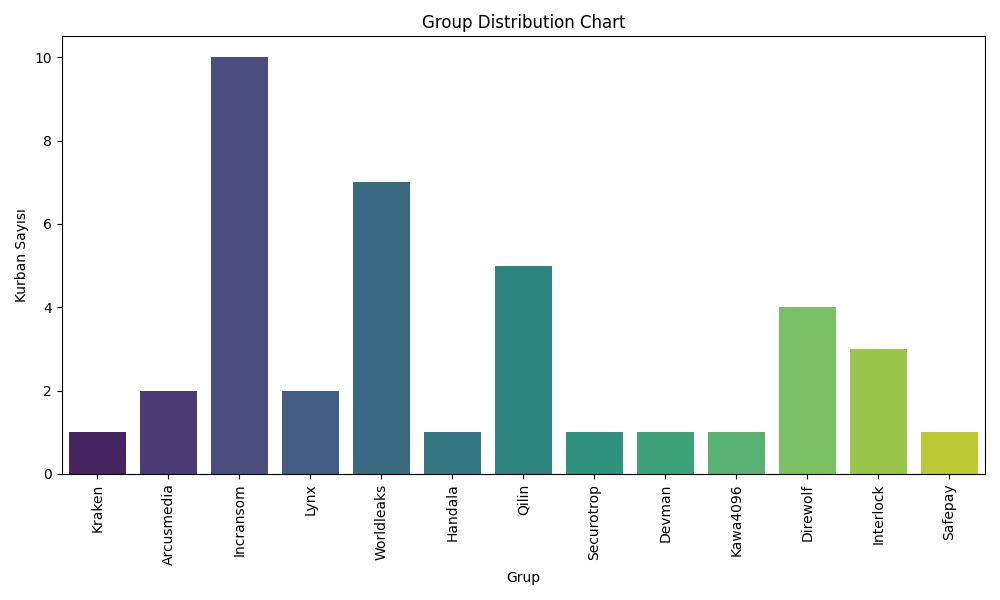 Group Distribution Chart
Kurban Sayısı
10
8
6
4
2
0
Kraken
Arcusmedia
Incransom
Lynx
Worldleaks
Handala
Qilin
Securotrop
Devman
Kawa4096
Direwolf
Interlock
Safepay
Grup